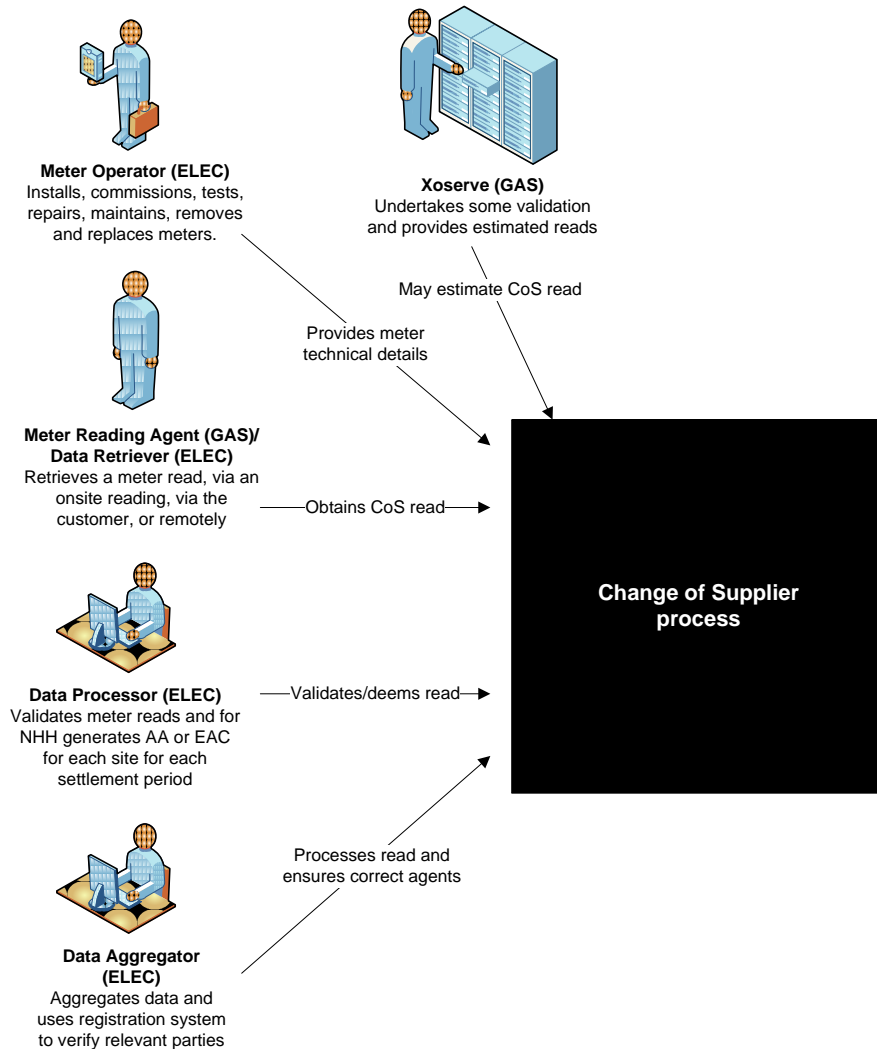 Meter Operator (ELEC)
Installs, commissions, tests,
repairs, maintains, removes
and replaces meters.
Xoserve (GAS)
Undertakes some validation
and provides estimated reads
May estimate CoS read
Provides meter
technical details
Meter Reading Agent (GAS)/
Data Retriever (ELEC)
Retrieves a meter read, via an
onsite reading, via the
customer, or remotely
Obtains CoS read
Change of Supplier
process
Data Processor (ELEC)
Validates meter reads and for
NHH generates AA or EAC
for each site for each
settlement period
Validates/deems read
Processes read and
ensures correct agents
Data Aggregator
(ELEC)
Aggregates data and
uses registration system
to verify relevant parties